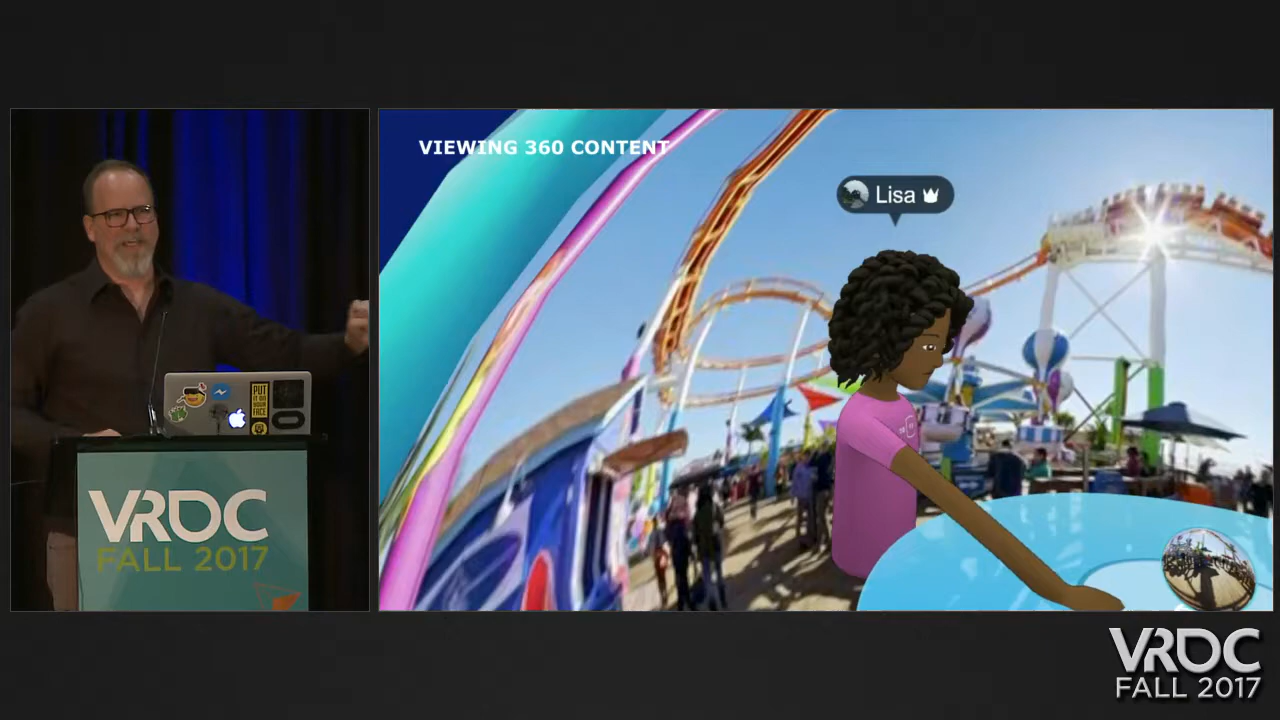 VIEWING 360 CONTENT
Lisa
PUT
IT ON
YOUR
FACE
VRDC
FALL 2017
VRDC
FALL 2017